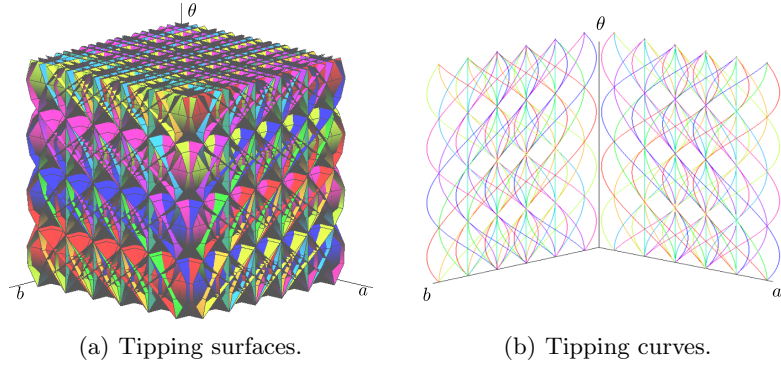 θ
θ
b
a
b
a
(a) Tipping surfaces.
(b) Tipping curves.